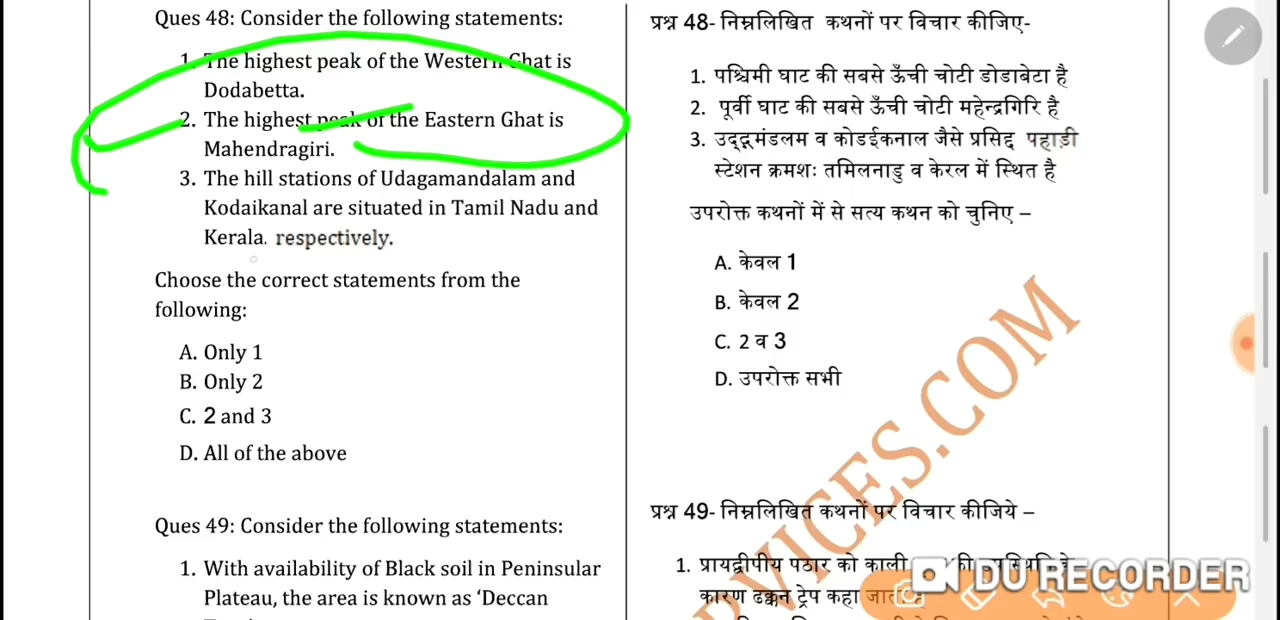 Ques 48: Consider the following statements:
1. The highest peak of the Western Ghat is
Dodabetta.
2. The highest peak of the Eastern Ghat is
Mahendragiri.
3. The hill stations of Udagamandalam and
Kodaikanal are situated in Tamil Nadu and
Kerala. respectively.
Choose the correct statements from the
following:
A. Only 1
B. Only 2
C. 2 and 3
D. All of the above
Ques 49: Consider the following statements:
1. With availability of Black soil in Peninsular
Plateau, the area is known as ‘Deccan
प्रश्न 48- निम्नलिखित कथनों पर विचार कीजिए-
1. पश्चिमी घाट की सबसे ऊँची चोटी डोडाबेटा है
2. पूर्वी घाट की सबसे ऊँची चोटी महेन्द्रगिरि है
3. उद्द्गमंडलम व कोडईकनाल जैसे प्रसिद्द पहाड़ी
स्टेशन क्रमशः तमिलनाडु व केरल में स्थित है
उपरोक्त कथनों में से सत्य कथन को चुनिए –
A. केवल 1
B. केवल 2
C. 2 व 3
D. उपरोक्त सभी
प्रश्न 49- निम्नलिखित कथनों पर विचार कीजिये –
1. प्रायद्वीपीय पठार को काली
कारण ढक्कन ट्रेप कहा जाता है
VICES.COM
DU RECORDER